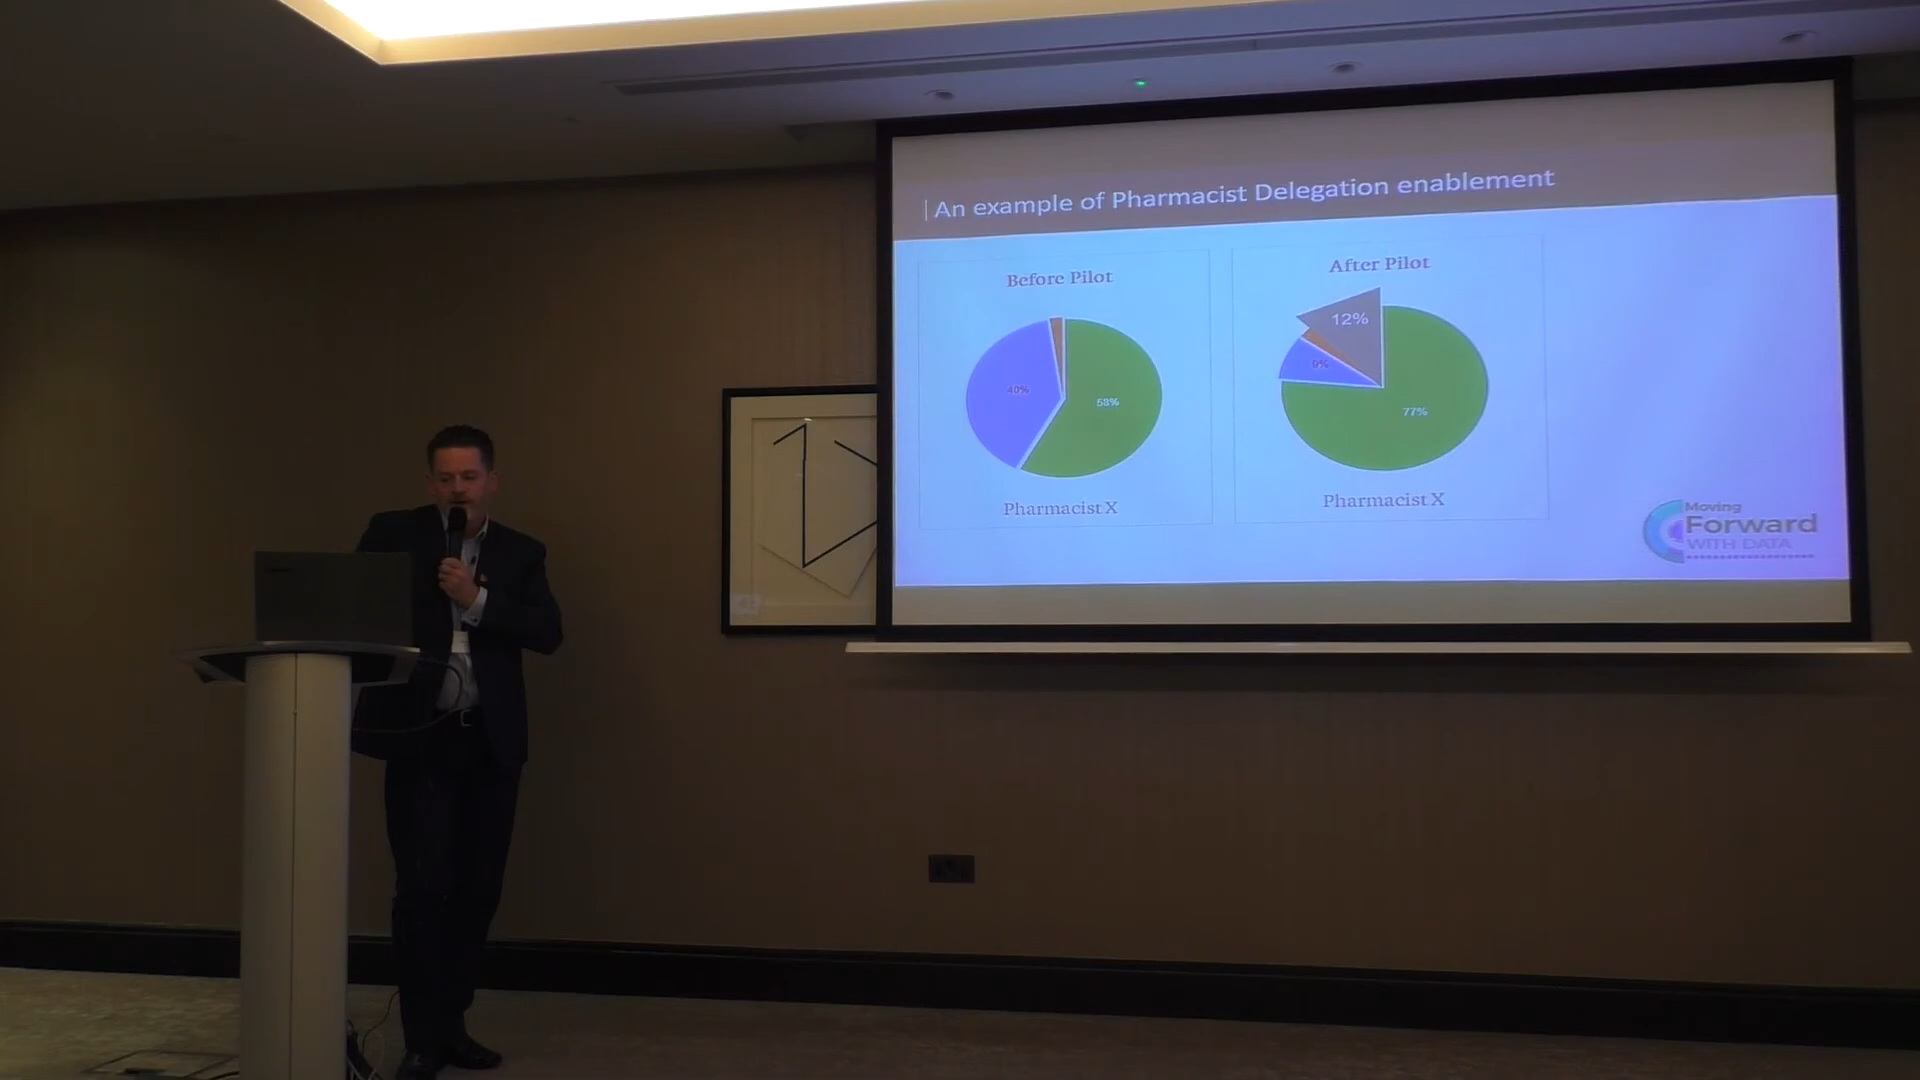 | An example of Pharmacist Delegation enablement
Before Pilot
40%
58%
Pharmacist X
After Pilot
12%
9%
77%
Pharmacist X
Moving
Forward
WITH DATA